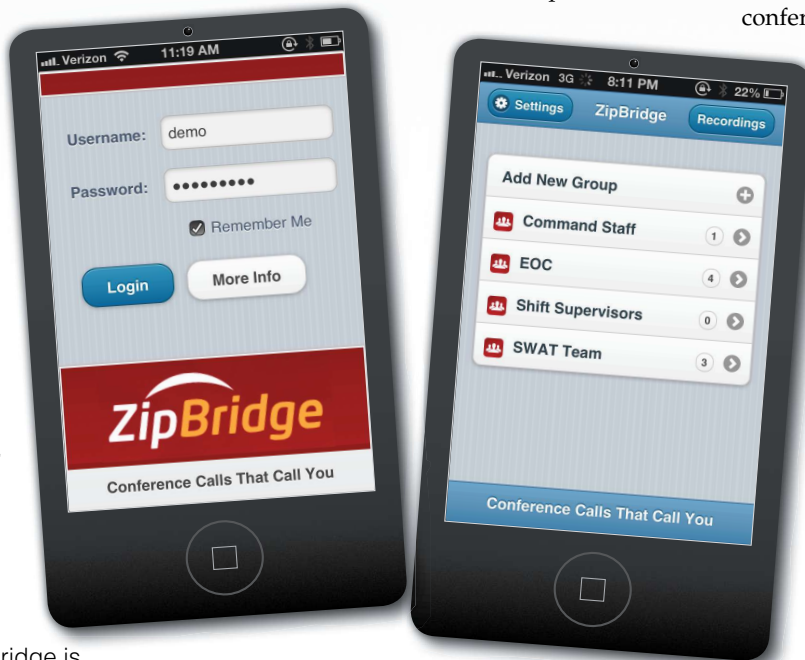 confer
Verizon 11:19 AM
Username: demo
Password: •••••••••
Remember Me
Login More Info
ZipBridge
Conference Calls That Call You
Verizon 3G 8:11 PM 22%
Settings ZipBridge Recordings
Add New Group
Command Staff 1
EOC 4
Shift Supervisors 0
SWAT Team 3
Conference Calls That Call You
ridge is